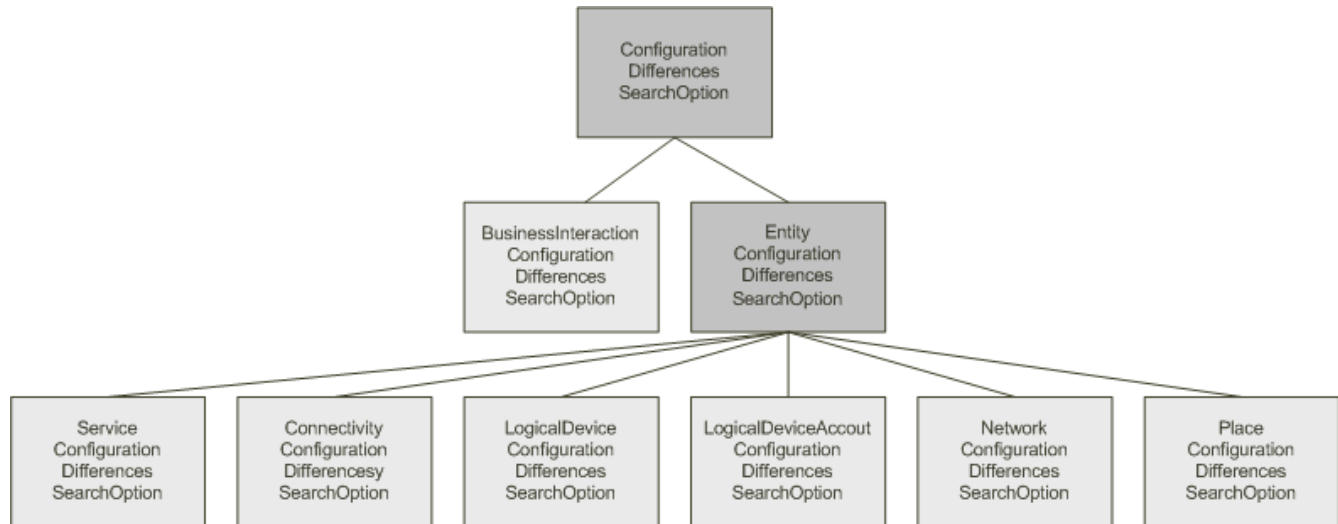 Configuration
Differences
SearchOption
BusinessInteraction
Configuration
Differences
SearchOption
Entity
Configuration
Differences
SearchOption
Service
Configuration
Differences
SearchOption
Connectivity
Configuration
Differencesy
SearchOption
LogicalDevice
Configuration
Differences
SearchOption
LogicalDeviceAccout
Configuration
Differences
SearchOption
Network
Configuration
Differences
SearchOption
Place
Configuration
Differences
SearchOption